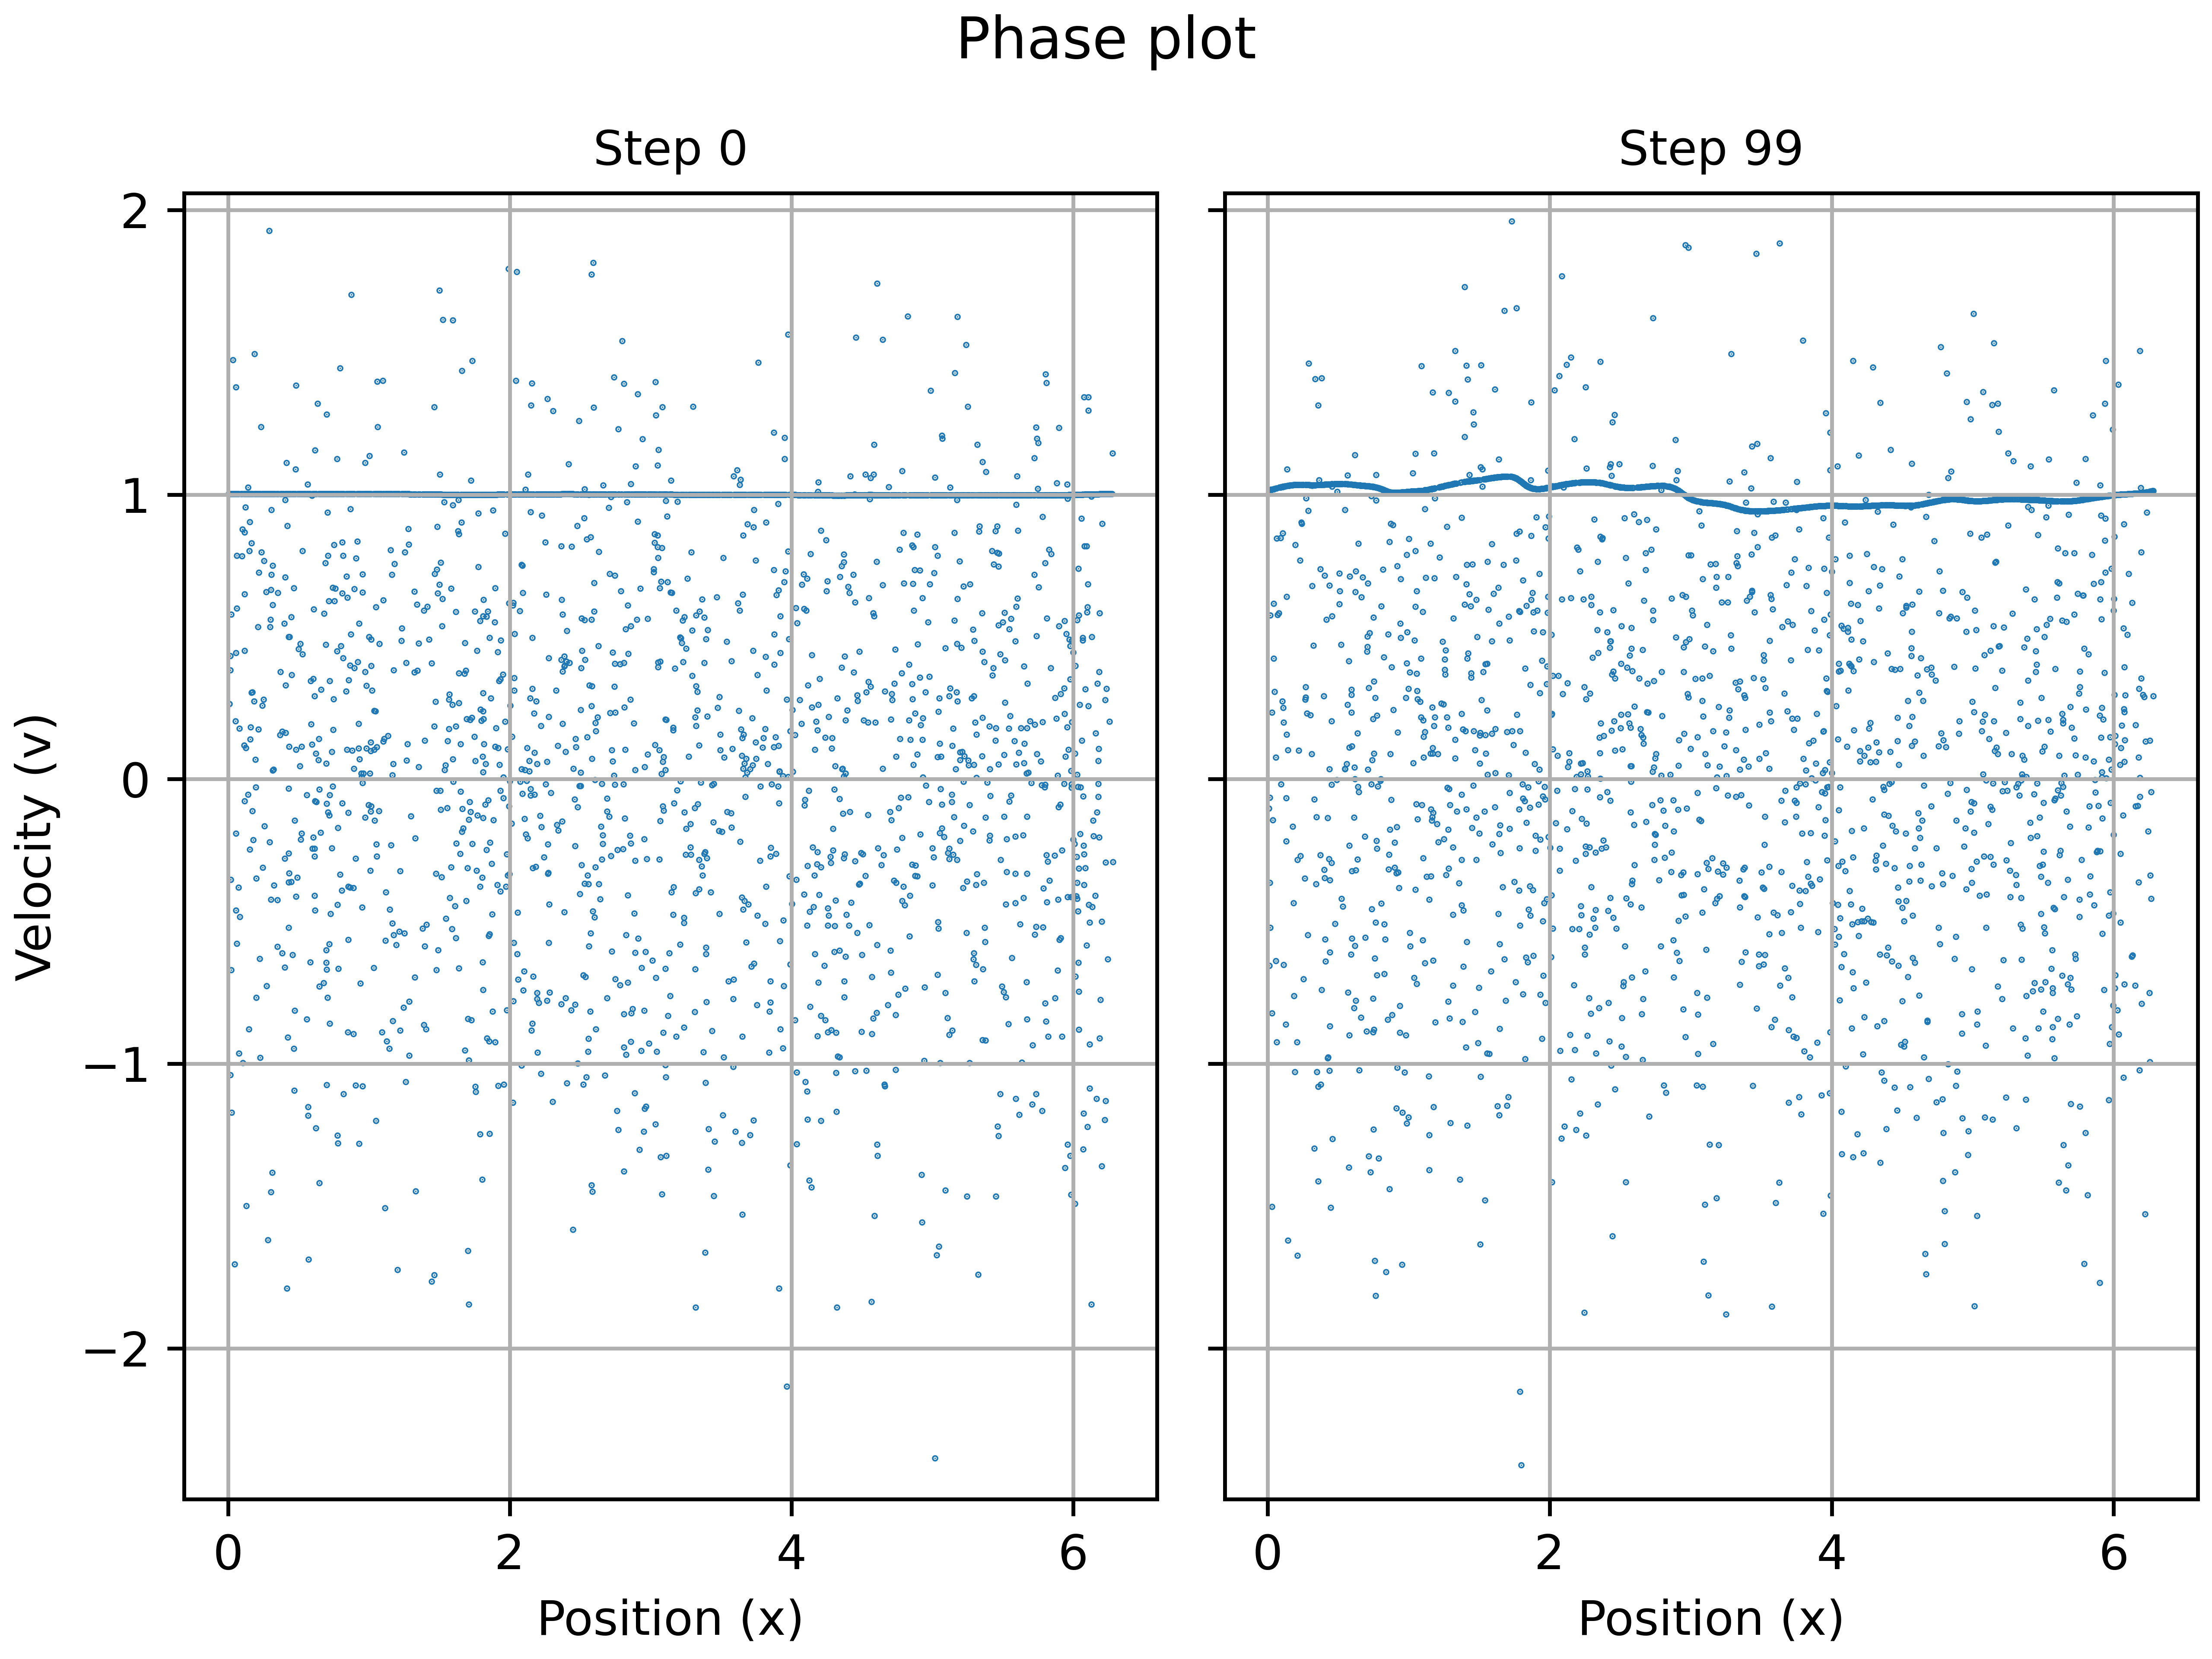 Phase plot
Step 0
Step 99
Velocity (v)
2
1
0
−1
−2
0 2 4 6
0 2 4 6
Position (x)
Position (x)